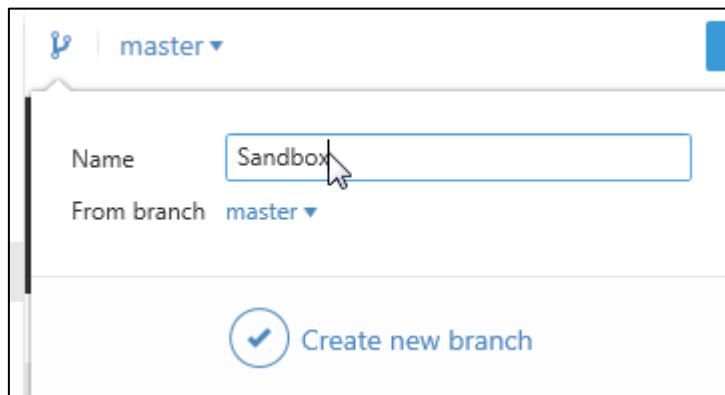 master
Name Sandbox
From branch master
Create new branch